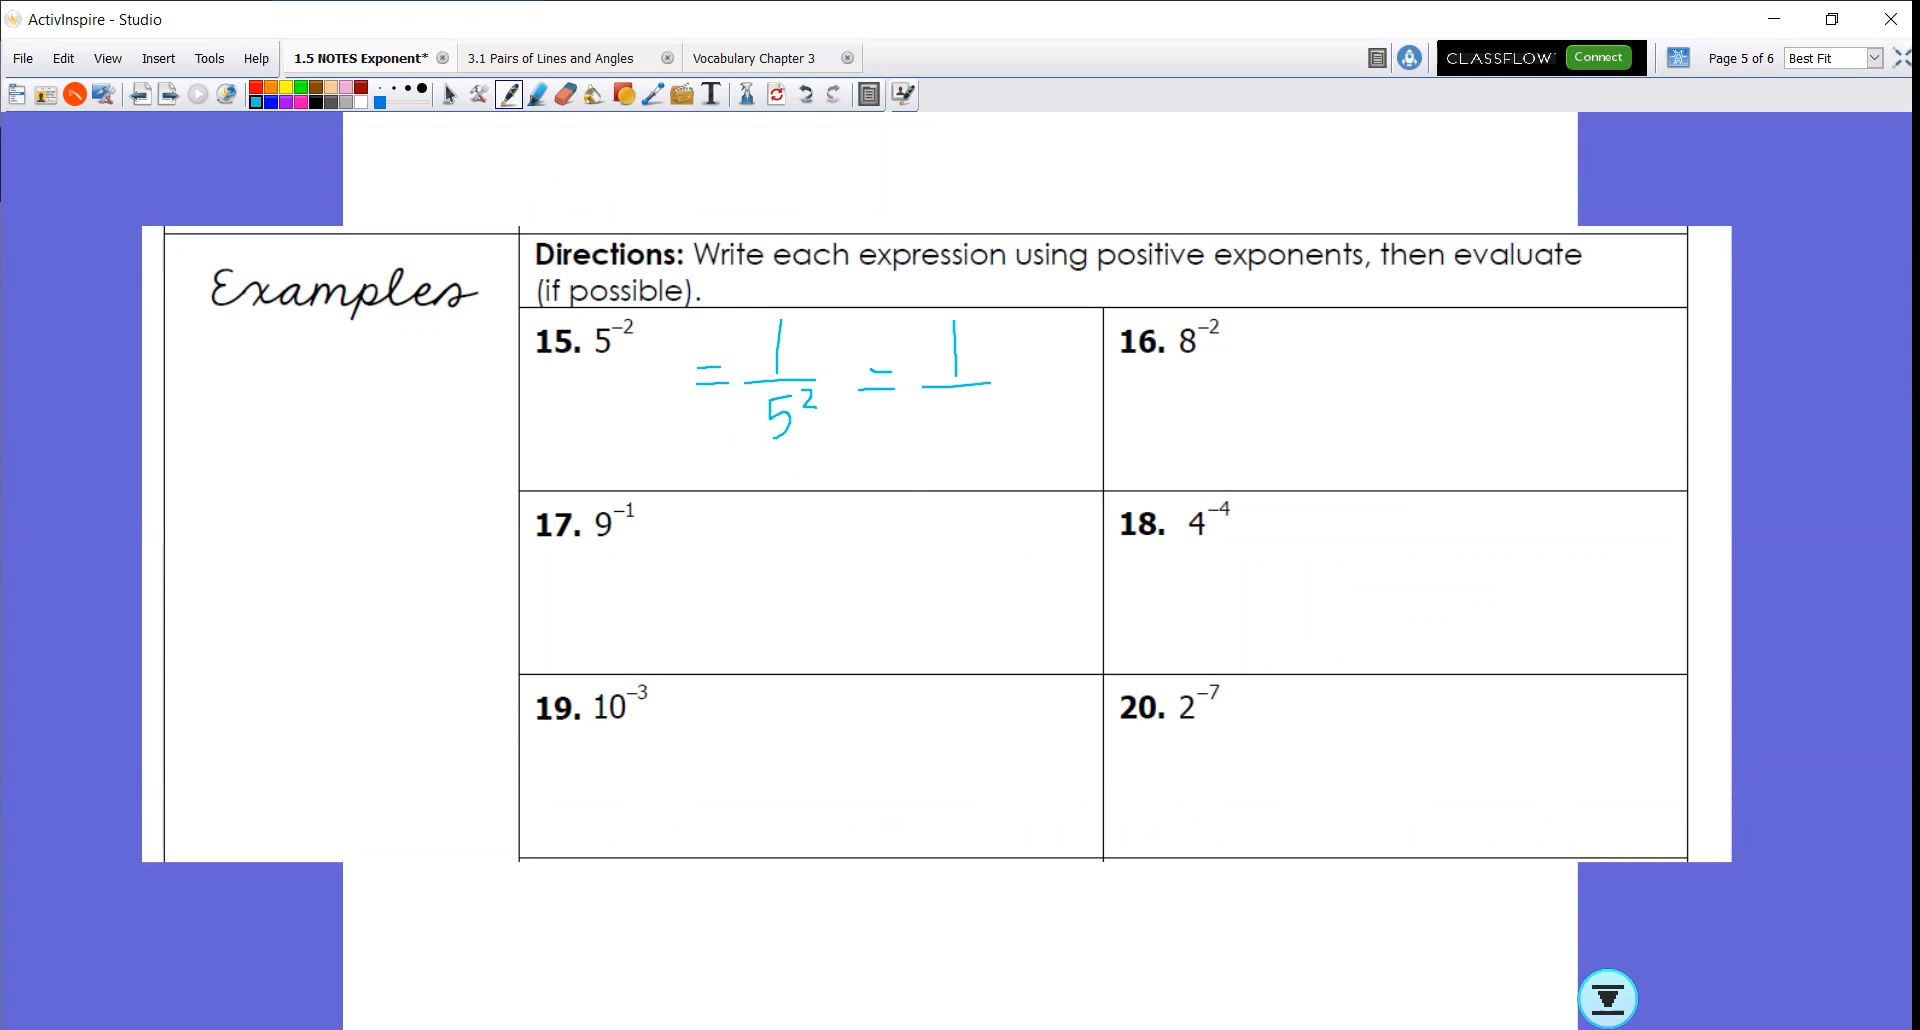 ActivInspire - Studio
File Edit View Insert Tools Help 1.5 NOTES Exponent* 3.1 Pairs of Lines and Angles Vocabulary Chapter 3 CLASSFLOW Connect Page 5 of 6 Best Fit
T
Examples
Directions: Write each expression using positive exponents, then evaluate
(if possible).
15. 5⁻² = 1/5² = 1/
16. 8⁻²
17. 9⁻¹
18. 4⁻⁴
19. 10⁻³
20. 2⁻⁷